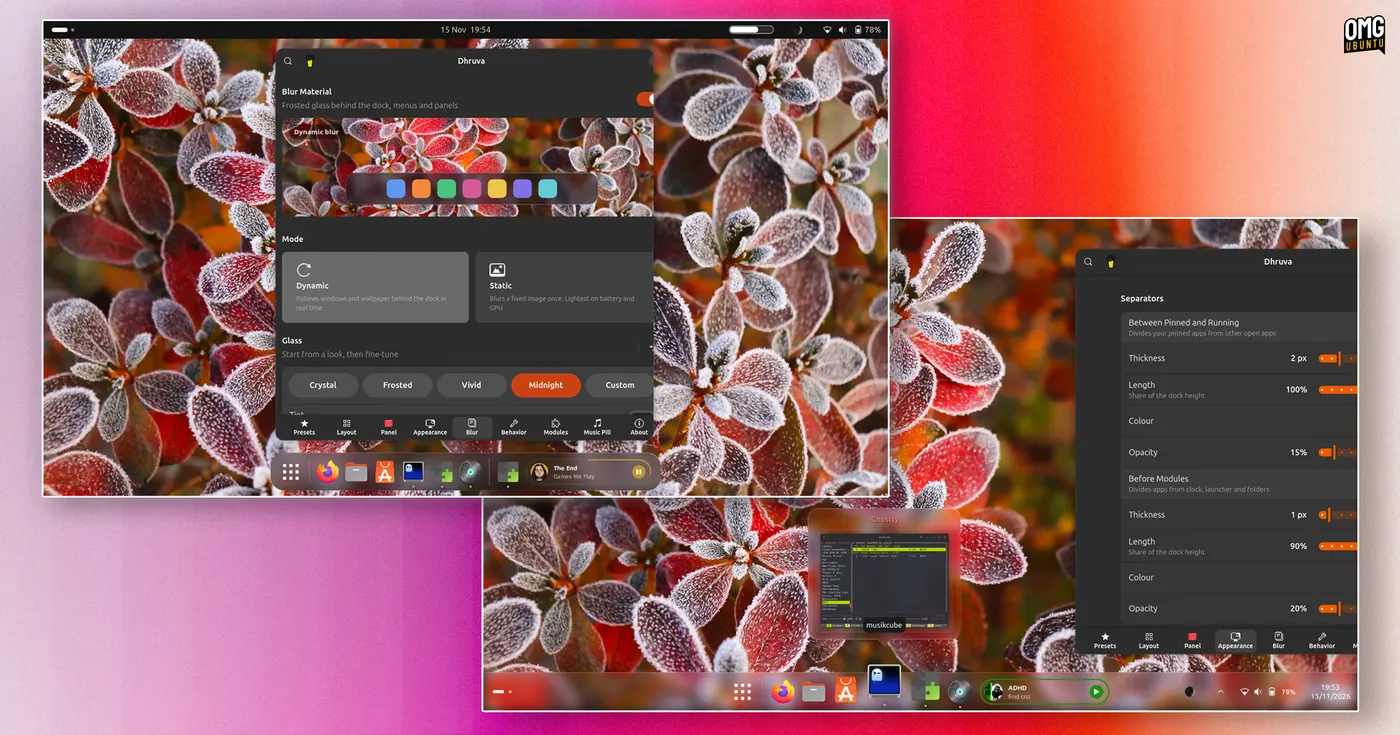 OMG
UBUNTU
15 Nov 19:54
78%
Dhruva
Blur Material
Frosted glass behind the dock, menus and panels
Dynamic blur
Mode
Dynamic
Follows windows and wallpaper behind the dock in
real time
Static
Blurs a fixed image once. Lightest on battery and
GPU
Glass
Start from a look, then fine-tune
Crystal
Frosted
Vivid
Midnight
Custom
Tint
Presets
Layout
Panel
Appearance
Blur
Behavior
Modules
Music Pill
About
The End
Games We Play
Dhruva
Separators
Between Pinned and Running
Divides your pinned apps from other open apps
Thickness 2 px
Length 100%
Share of the dock height
Colour
Opacity 15%
Before Modules
Divides apps from clock, launcher and folders
Thickness 1 px
Length 90%
Share of the dock height
Colour
Opacity 20%
Presets
Layout
Panel
Appearance
Blur
Behavior
M
Ghostty
musikcube
ADHD
78%
19:53
15/11/2026